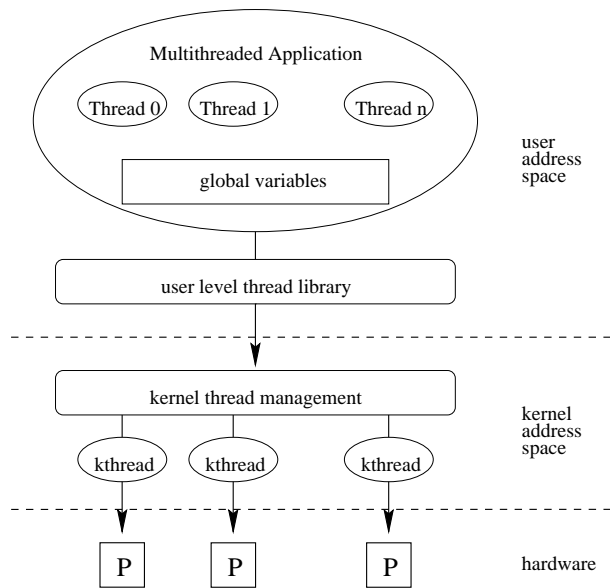 Multithreaded Application
Thread 0 Thread 1 Thread n
global variables
user
address
space
user level thread library
kernel thread management
kthread kthread kthread
kernel
address
space
P P P
hardware